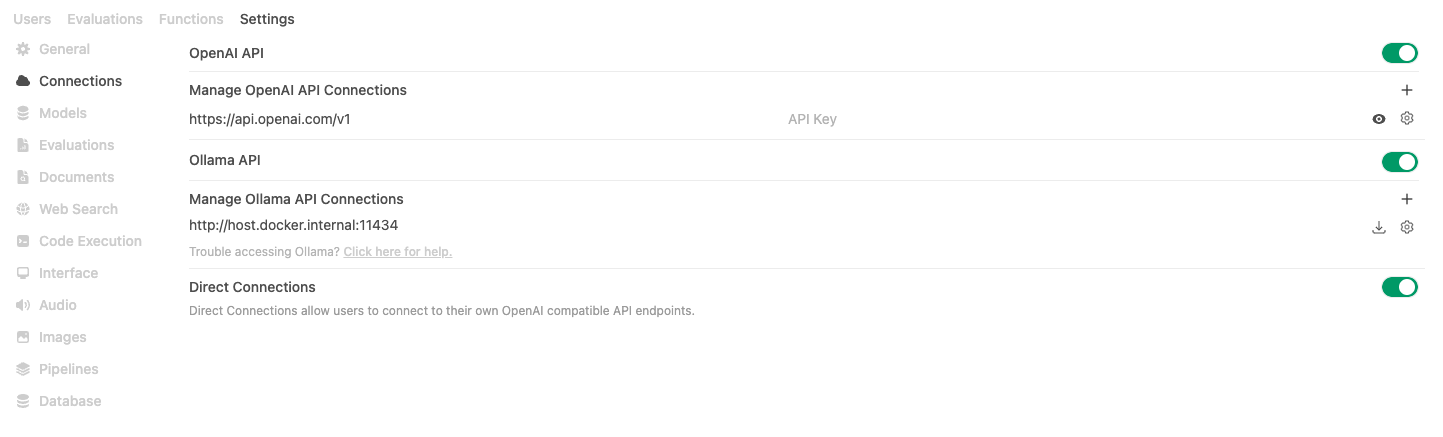 Users Evaluations Functions Settings
General
Connections
Models
Evaluations
Documents
Web Search
Code Execution
Interface
Audio
Images
Pipelines
Database
OpenAI API
Manage OpenAI API Connections
https://api.openai.com/v1 API Key
Ollama API
Manage Ollama API Connections
http://host.docker.internal:11434
Trouble accessing Ollama? Click here for help.
Direct Connections
Direct Connections allow users to connect to their own OpenAI compatible API endpoints.